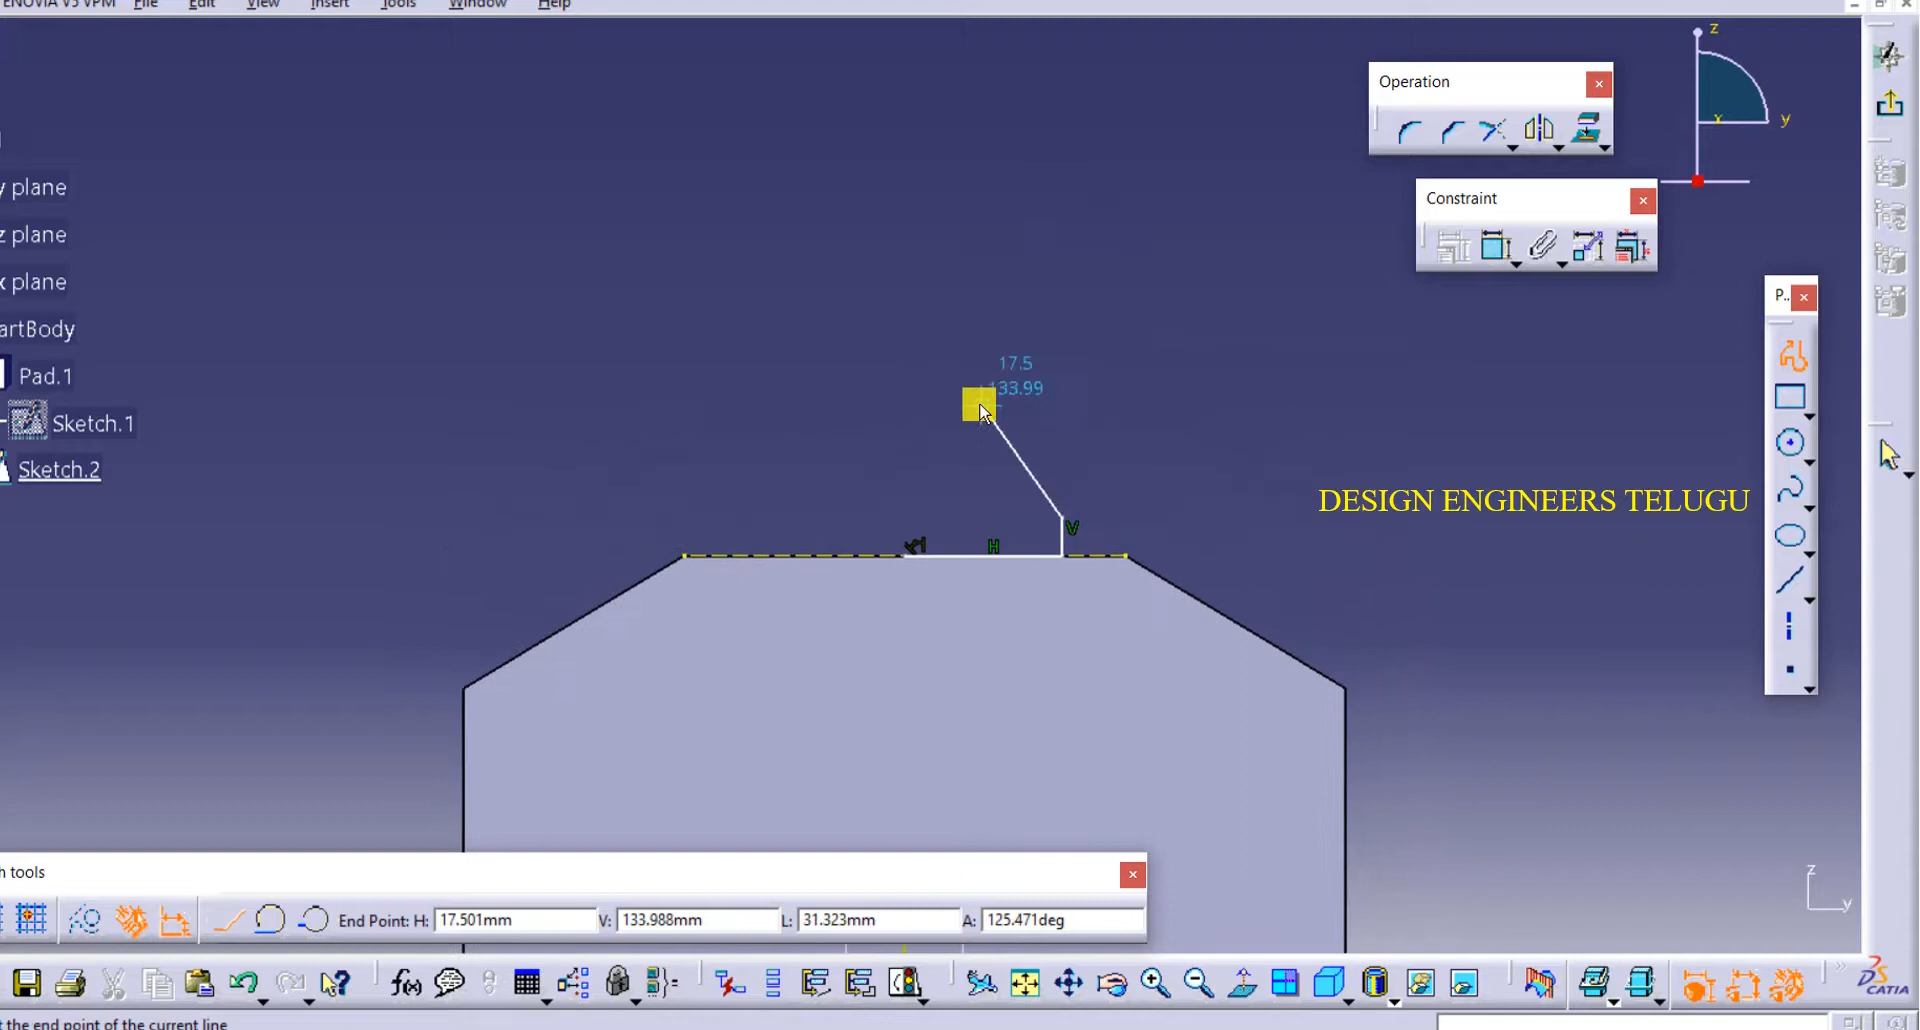 ENOVIA V5 VPM File Edit View Insert Tools Window Help
z
Operation
x
y
y plane
Constraint
z plane
x plane
P..
artBody
17.5
Pad.1
133.99
Sketch.1
Sketch.2
DESIGN ENGINEERS TELUGU
V
H
h tools
z
y
End Point: H: 17.501mm V: 133.988mm L: 31.323mm A: 125.471deg
f(x)
CATIA
t the end point of the current line